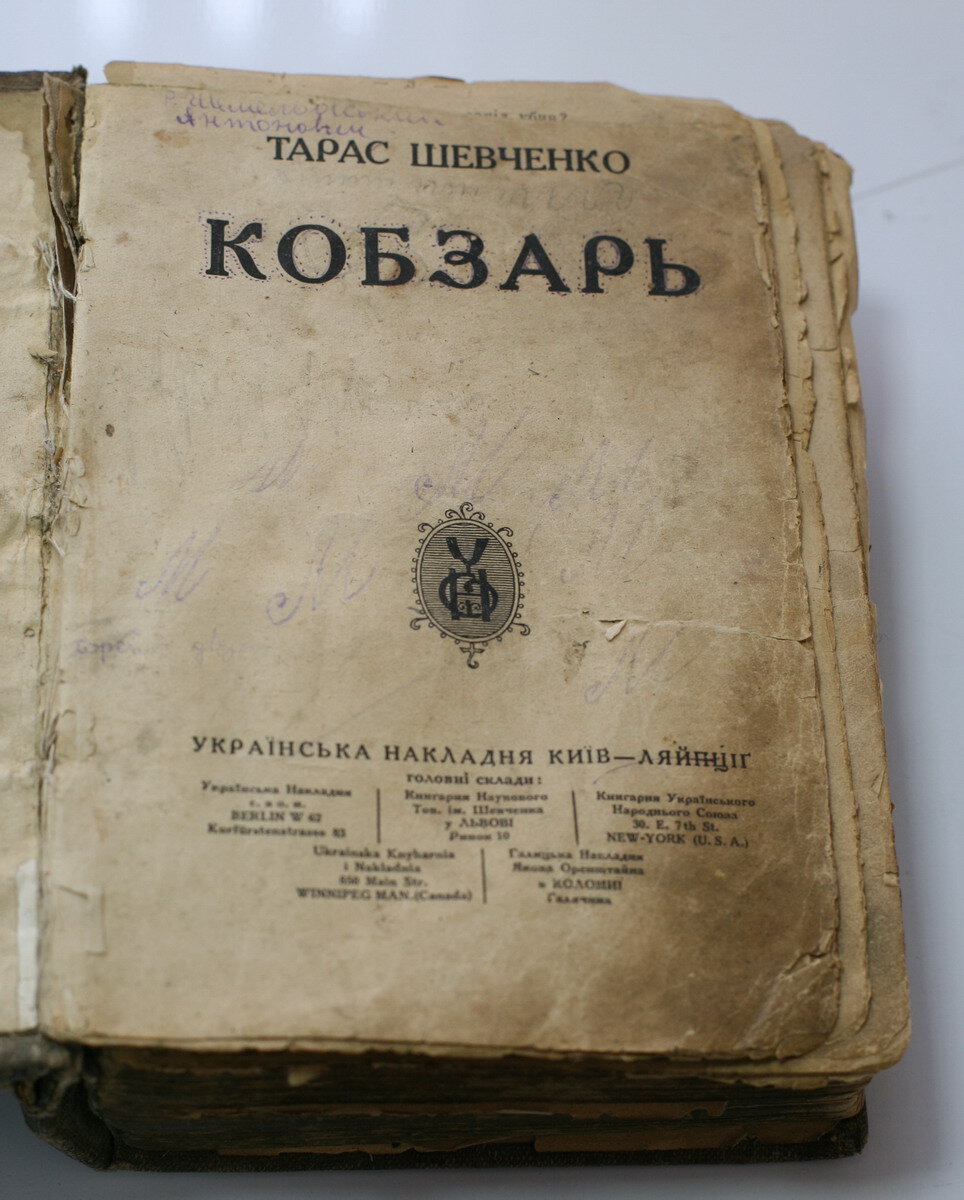 Антонович
ТАРАС ШЕВЧЕНКО
КОБЗАРЬ
УКРАЇНСЬКА НАКЛАДНЯ КИЇВ—ЛЯЙПЦІҐ
ГОЛОВНІ СКЛАДИ:
Українська Накладня
с. з о. п.
BERLIN W 62
Kurfürstenstrasse 83
Книгарня Наукового
Тов. ім. Шевченка
у ЛЬВОВІ
Ринок 10
Книгарня Українського
Народнього Союза
30. E. 7th St.
NEW-YORK (U. S. A.)
Ukrainska Knyharnia
i Nakladnia
850 Main Str.
WINNIPEG MAN. (Canada)
Галицька Накладня
Якова Оренштайна
в КОЛОМИЇ
Галичина